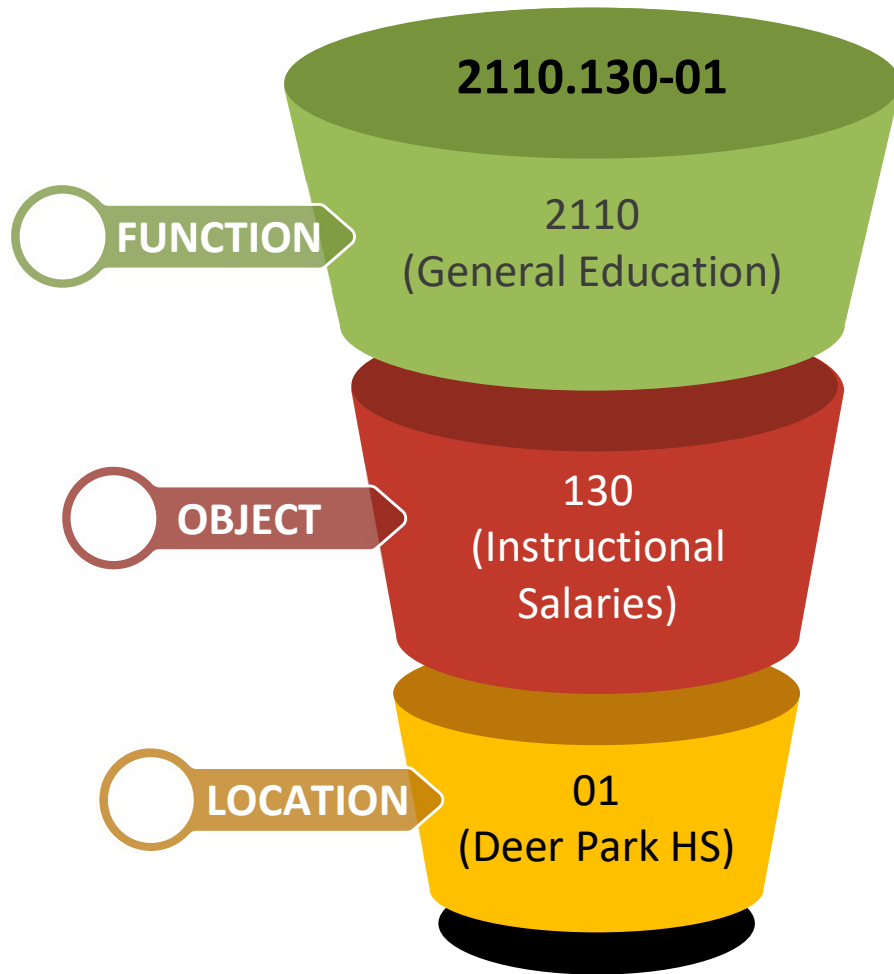 2110.130-01
FUNCTION
2110
(General Education)
OBJECT
130
(Instructional
Salaries)
LOCATION
01
(Deer Park HS)